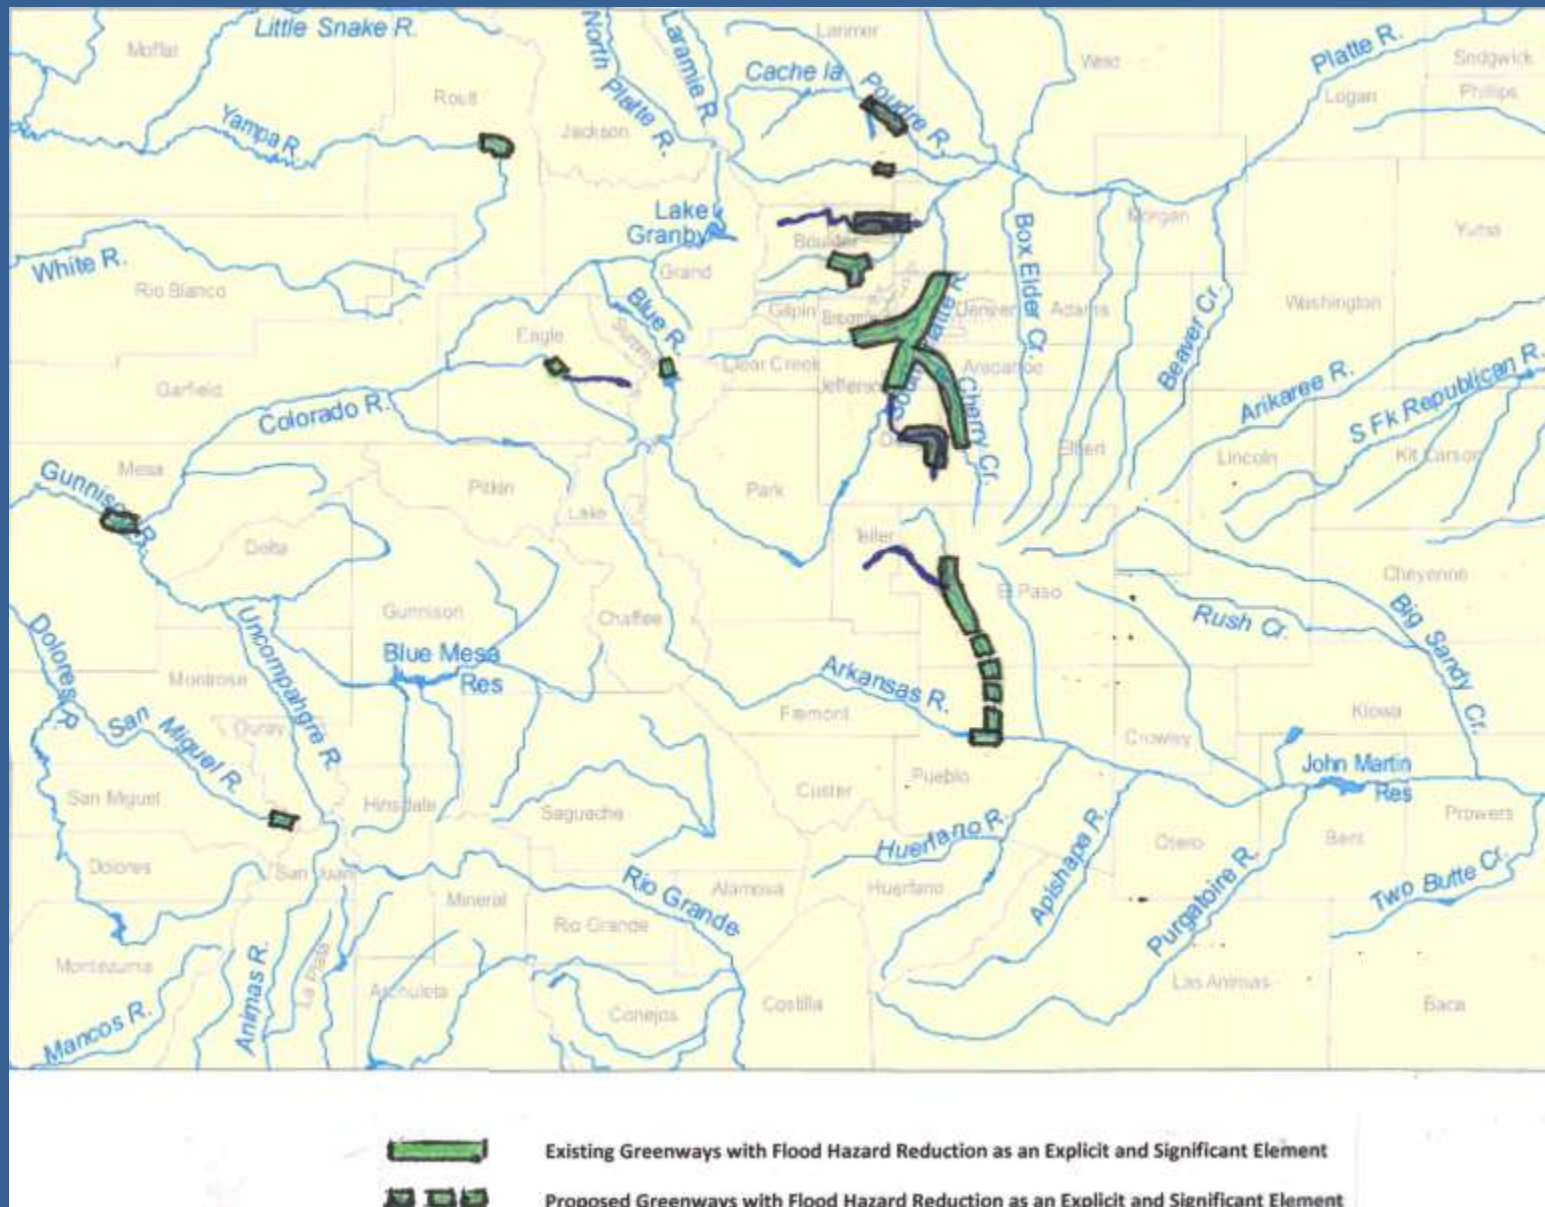 Little Snake R.
Moffat
Routt
Yampa R.
Jackson
North Platte R.
Laramie R.
Larimer
Cache la Poudre R.
Weld
Platte R.
Sedgwick
Logan
Phillips
Lake Granby
Grand
Boulder
Box Elder Cr.
Morgan
Yuma
White R.
Rio Blanco
Blue R.
Eagle
Summit
Gilpin
Denver
Adams
Beaver Cr.
Washington
Garfield
Colorado R.
Clear Creek
Arapahoe
Cherry Cr.
Arikaree R.
S Fk Republican R.
Mesa
Pitkin
Lake
Park
Elbert
Lincoln
Kit Carson
Delta
Teller
El Paso
Cheyenne
Gunnison
Chaffee
Rush Cr.
Big Sandy Cr.
Dolores R.
Uncompahgre R.
Blue Mesa Res
Montrose
Arkansas R.
Fremont
Kiowa
San Miguel R.
Ouray
Crowley
John Martin Res
Pueblo
Custer
San Miguel
Hinsdale
Saguache
Prowers
Huerfano R.
Otero
Bent
Dolores
San Juan
Rio Grande
Alamosa
Huerfano
Apishapa R.
Purgatoire R.
Two Butte Cr.
Mineral
Rio Grande
Montezuma
La Plata
Animas R.
Archuleta
Conejos
Costilla
Las Animas
Baca
Mancos R.
Existing Greenways with Flood Hazard Reduction as an Explicit and Significant Element
Proposed Greenways with Flood Hazard Reduction as an Explicit and Significant Element